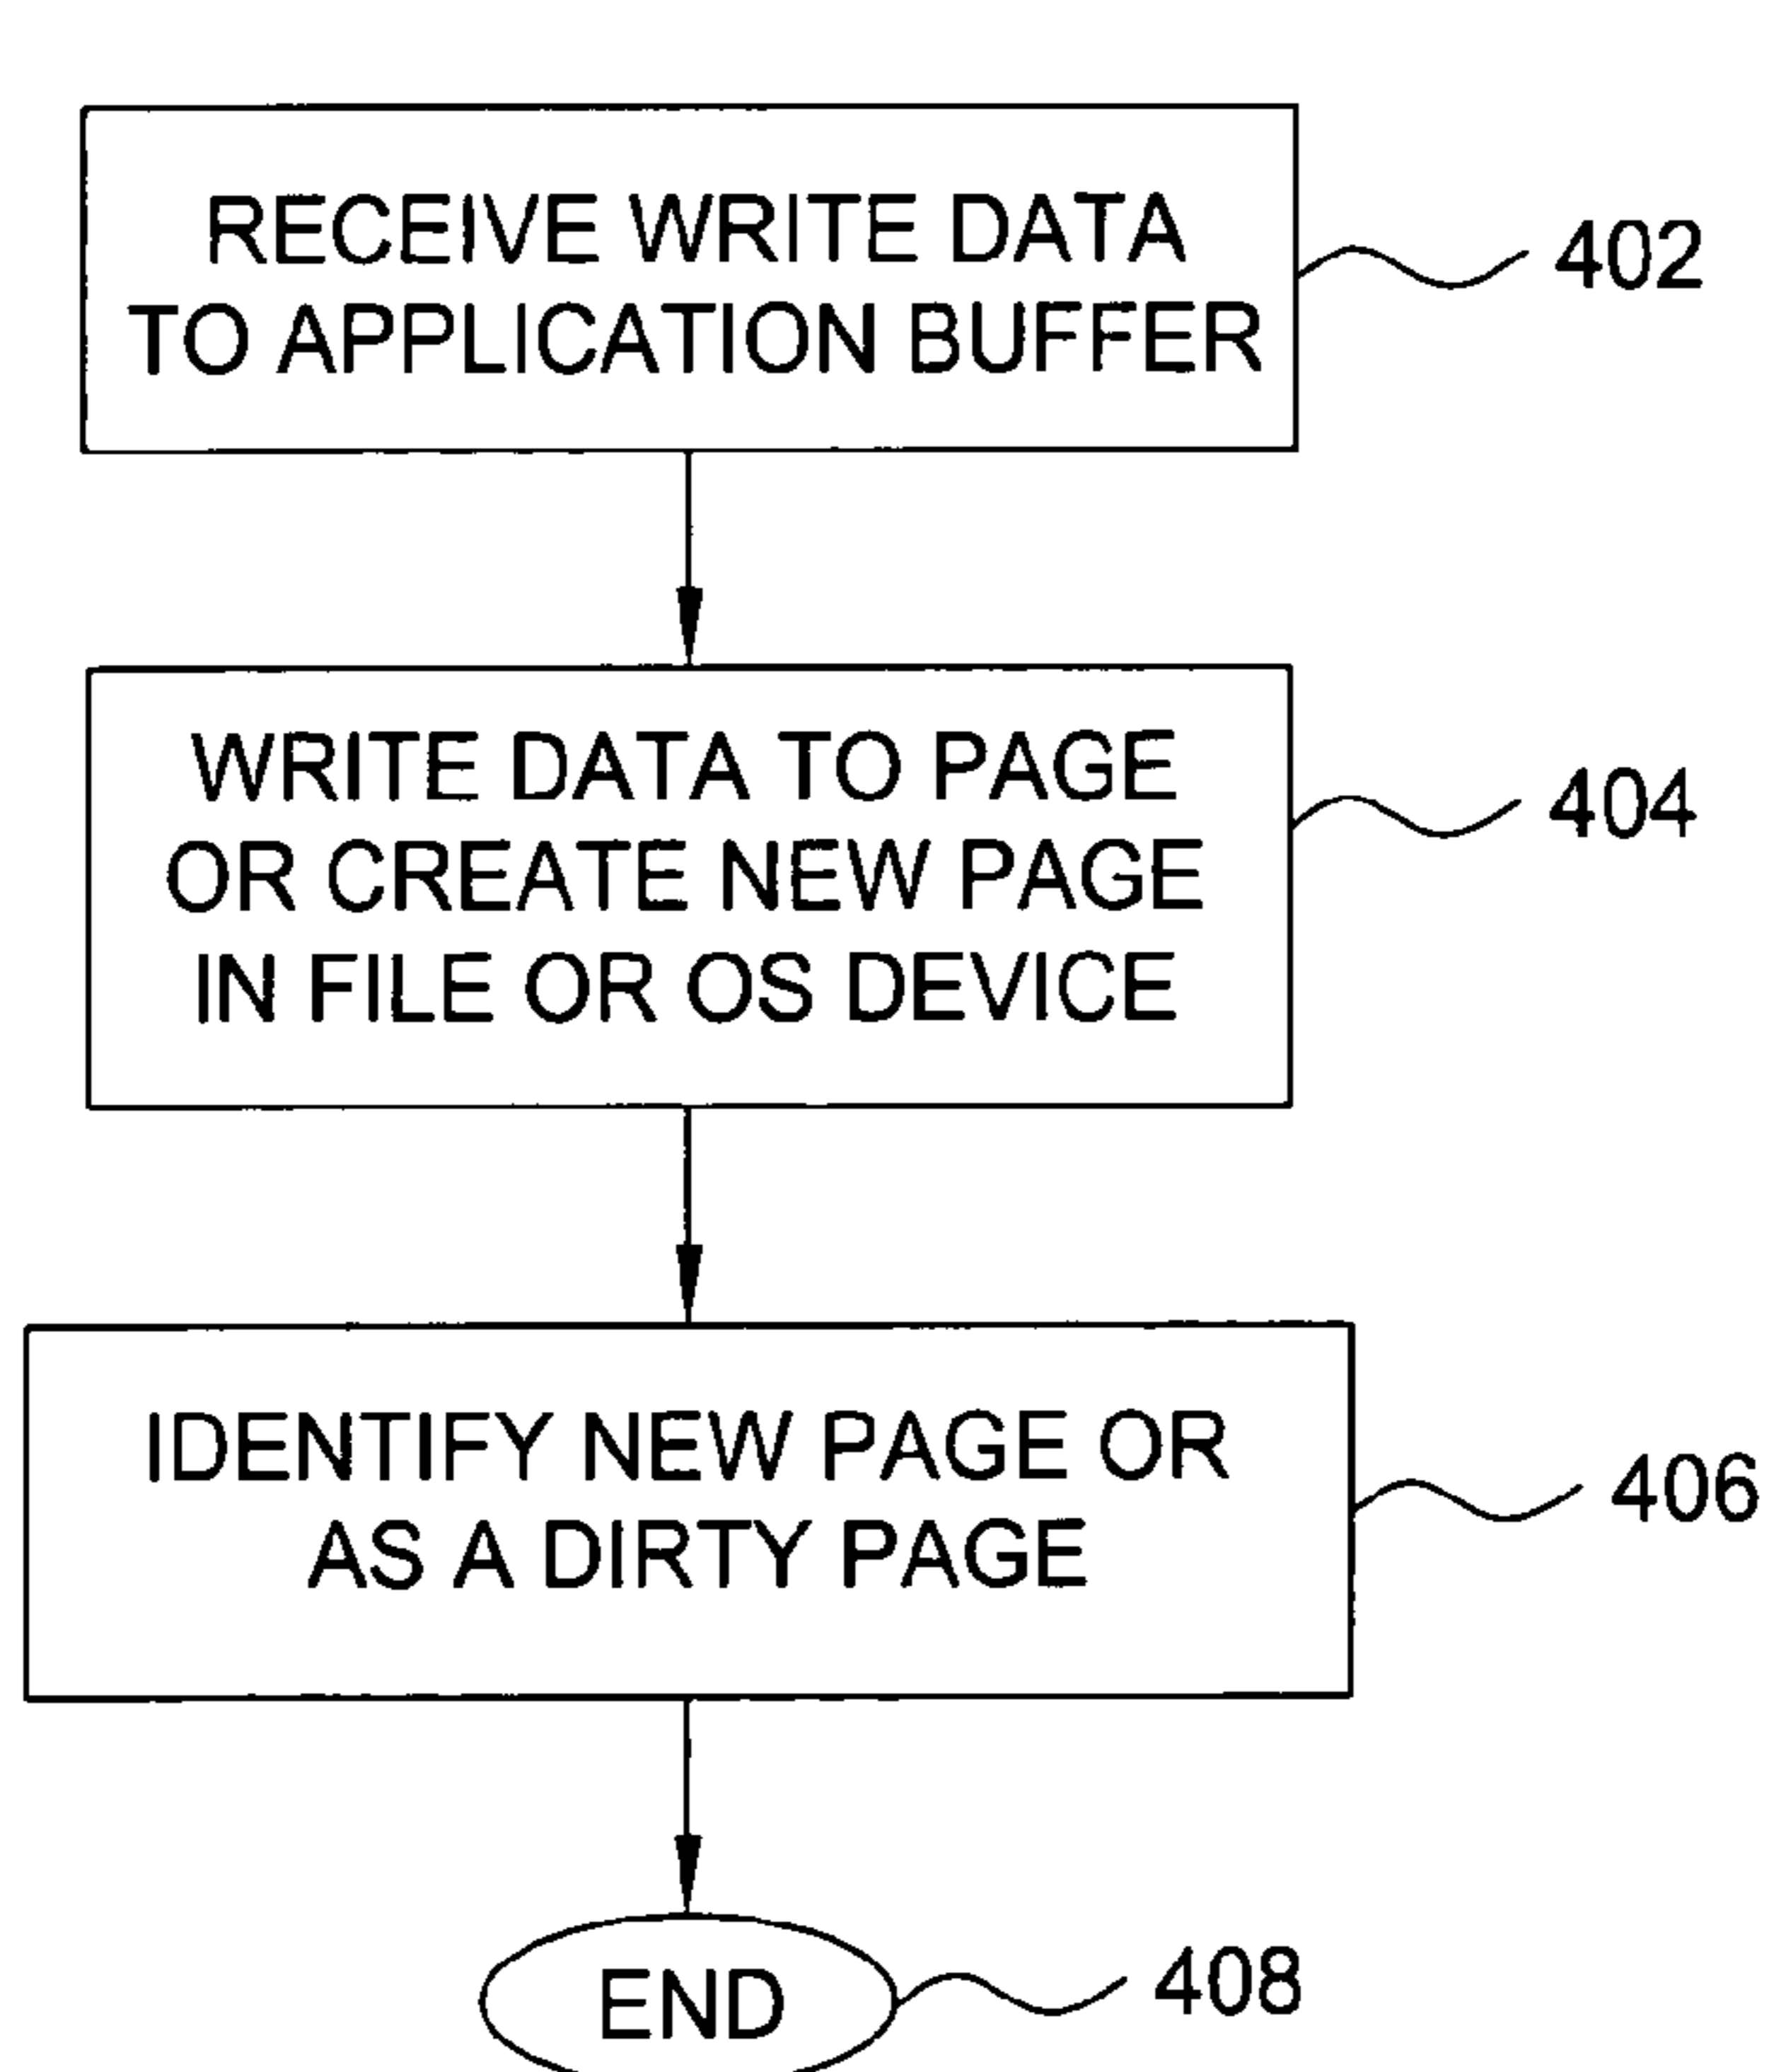 RECEIVE WRITE DATA
TO APPLICATION BUFFER
402
WRITE DATA TO PAGE
OR CREATE NEW PAGE
IN FILE OR OS DEVICE
404
IDENTIFY NEW PAGE OR
AS A DIRTY PAGE
406
END
408